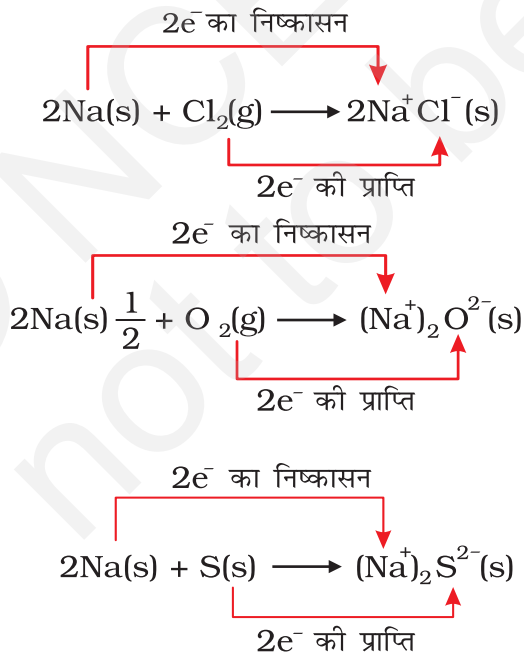 2e⁻ का निष्कासन
2Na(s) + Cl₂(g) ⟶ 2Na⁺Cl⁻(s)
2e⁻ की प्राप्ति
2e⁻ का निष्कासन
2Na(s) 1/2 + O ₂(g) ⟶ (Na⁺)₂O²⁻(s)
2e⁻ की प्राप्ति
2e⁻ का निष्कासन
2Na(s) + S(s) ⟶ (Na⁺)₂S²⁻(s)
2e⁻ की प्राप्ति